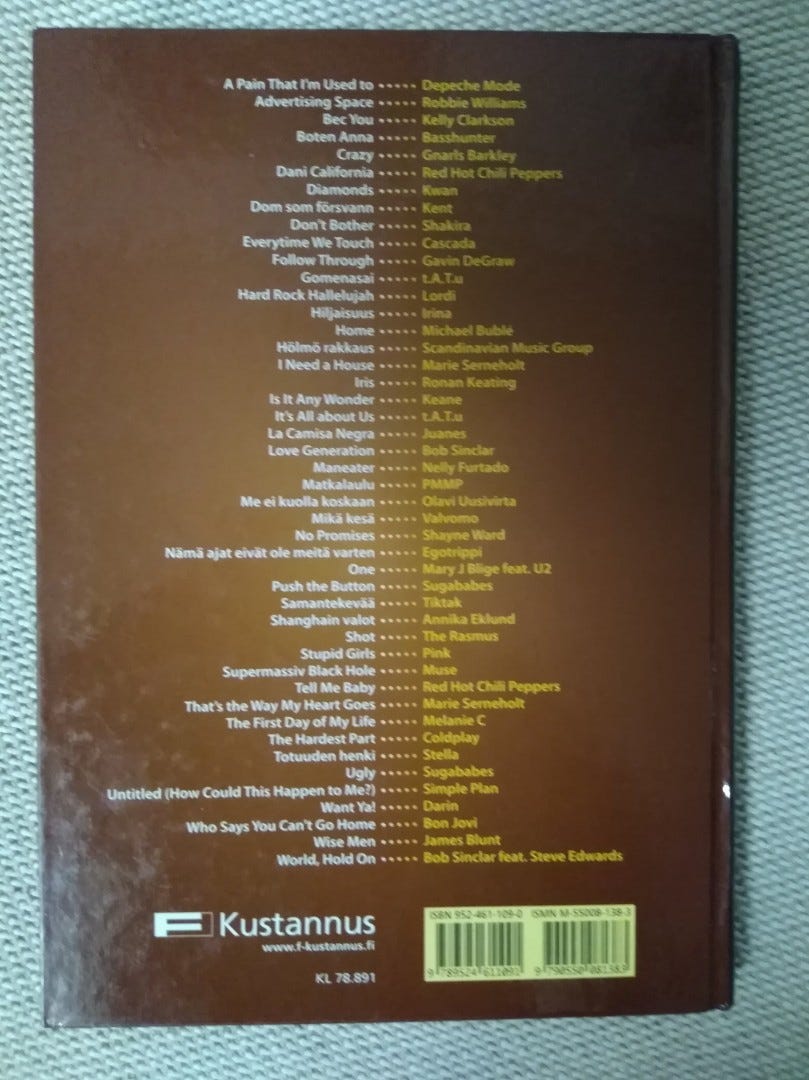 A Pain That I'm Used to ····· Depeche Mode
Advertising Space ····· Robbie Williams
Bec You ····· Kelly Clarkson
Boten Anna ····· Basshunter
Crazy ····· Gnarls Barkley
Dani California ····· Red Hot Chili Peppers
Diamonds ····· Kwan
Dom som försvann ····· Kent
Don't Bother ····· Shakira
Everytime We Touch ····· Cascada
Follow Through ····· Gavin DeGraw
Gomenasai ····· t.A.T.u
Hard Rock Hallelujah ····· Lordi
Hiljaisuus ····· Irina
Home ····· Michael Bublé
Hölmö rakkaus ····· Scandinavian Music Group
I Need a House ····· Marie Serneholt
Iris ····· Ronan Keating
Is It Any Wonder ····· Keane
It's All about Us ····· t.A.T.u
La Camisa Negra ····· Juanes
Love Generation ····· Bob Sinclar
Maneater ····· Nelly Furtado
Matkalaulu ····· PMMP
Me ei kuolla koskaan ····· Olavi Uusivirta
Mikä kesä ····· Valvomo
No Promises ····· Shayne Ward
Nämä ajat eivät ole meitä varten ····· Egotrippi
One ····· Mary J Blige feat. U2
Push the Button ····· Sugababes
Samantekevää ····· Tiktak
Shanghain valot ····· Annika Eklund
Shot ····· The Rasmus
Stupid Girls ····· Pink
Supermassiv Black Hole ····· Muse
Tell Me Baby ····· Red Hot Chili Peppers
That's the Way My Heart Goes ····· Marie Serneholt
The First Day of My Life ····· Melanie C
The Hardest Part ····· Coldplay
Totuuden henki ····· Stella
Ugly ····· Sugababes
Untitled (How Could This Happen to Me?) ····· Simple Plan
Want Ya! ····· Darin
Who Says You Can't Go Home ····· Bon Jovi
Wise Men ····· James Blunt
World, Hold On ····· Bob Sinclar feat. Steve Edwards
F Kustannus
www.f-kustannus.fi
KL 78.891
ISBN 952-461-109-0 ISMN M-55008-138-3
9 789524 611091 9 790550 081383